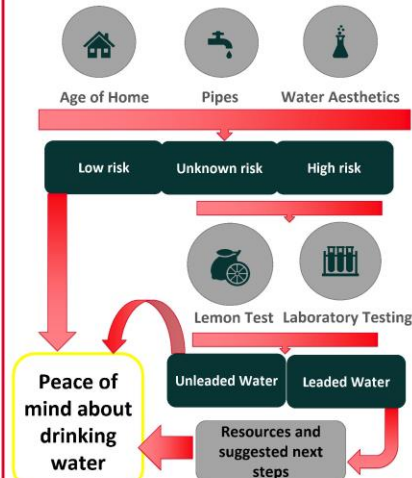 Age of Home
Pipes
Water Aesthetics
Low risk
Unknown risk
High risk
Lemon Test
Laboratory Testing
Unleaded Water
Leaded Water
Peace of
mind about
drinking
water
Resources and
suggested next
steps